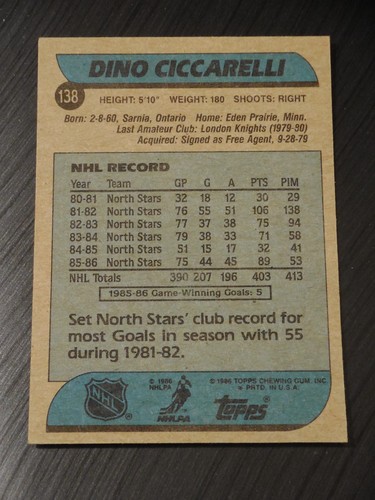 DINO CICCARELLI
138
HEIGHT: 5'10" WEIGHT: 180 SHOOTS: RIGHT
Born: 2-8-60, Sarnia, Ontario Home: Eden Prairie, Minn.
Last Amateur Club: London Knights (1979-80)
Acquired: Signed as Free Agent, 9-28-79
NHL RECORD
Year Team GP G A PTS PIM
80-81 North Stars 32 18 12 30 29
81-82 North Stars 76 55 51 106 138
82-83 North Stars 77 37 38 75 94
83-84 North Stars 79 38 33 71 58
84-85 North Stars 51 15 17 32 41
85-86 North Stars 75 44 45 89 53
NHL Totals 390 207 196 403 413
1985-86 Game-Winning Goals: 5
Set North Stars' club record for
most Goals in season with 55
during 1981-82.
NHL
© 1986
NHLPA
NHLPA
© 1986 TOPPS CHEWING GUM, INC.
PRTD. IN U.S.A.
topps